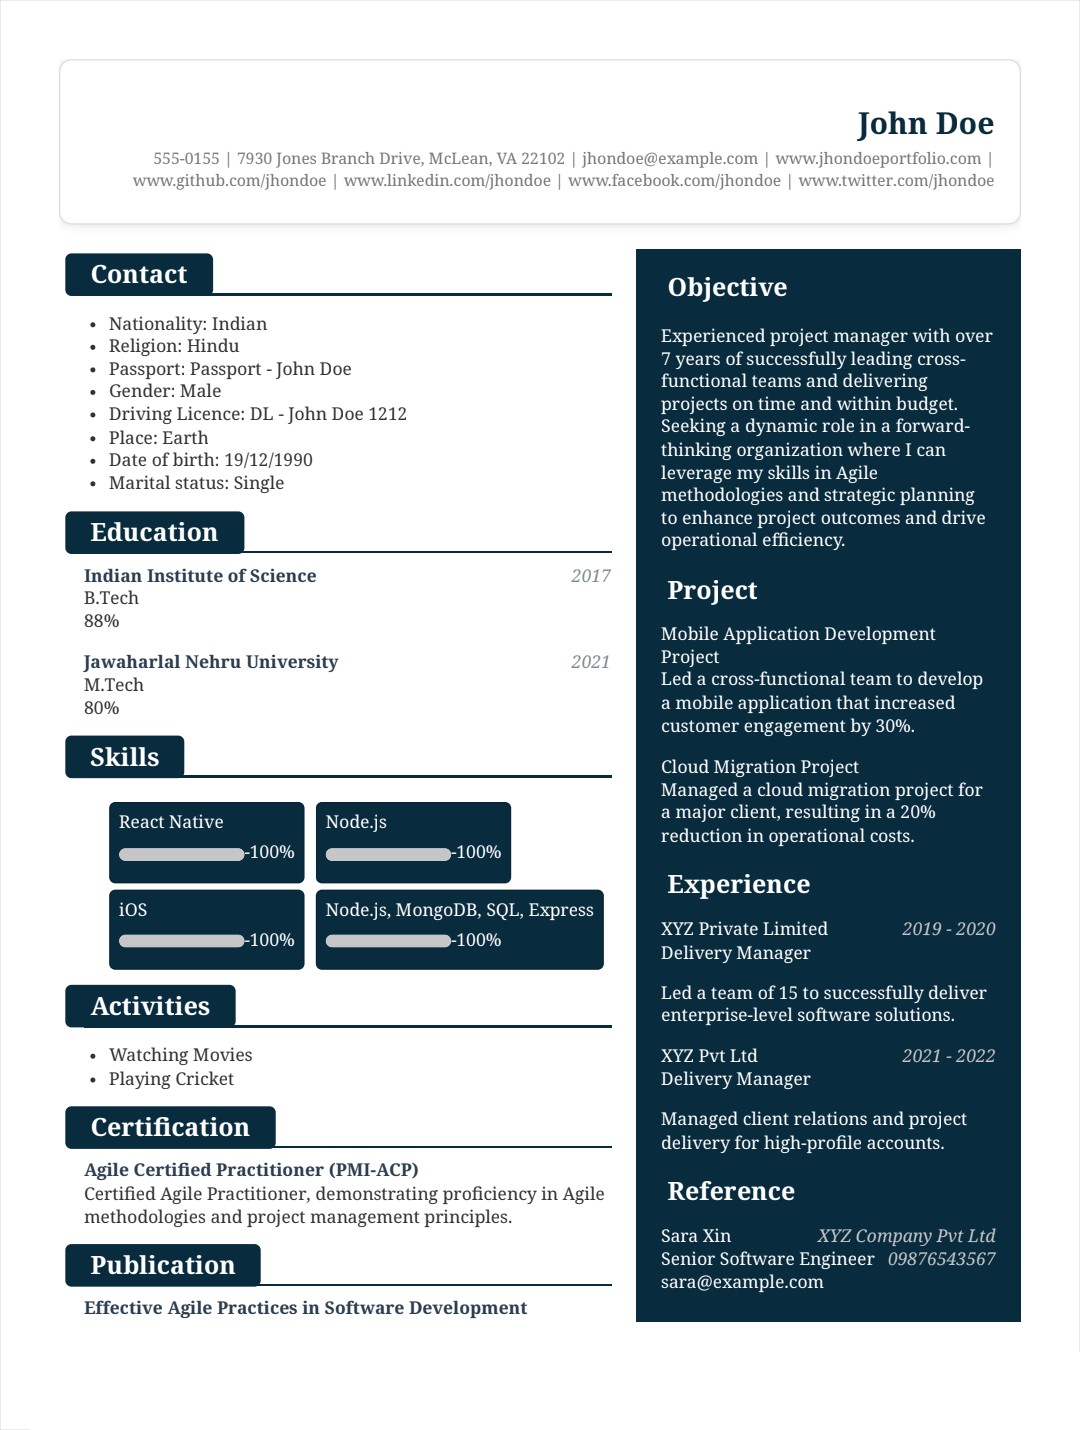 John Doe
555-0155 | 7930 Jones Branch Drive, McLean, VA 22102 | jhondoe@example.com | www.jhondoeportfolio.com |
www.github.com/jhondoe | www.linkedin.com/jhondoe | www.facebook.com/jhondoe | www.twitter.com/jhondoe
Contact
• Nationality: Indian
• Religion: Hindu
• Passport: Passport - John Doe
• Gender: Male
• Driving Licence: DL - John Doe 1212
• Place: Earth
• Date of birth: 19/12/1990
• Marital status: Single
Education
Indian Institute of Science 2017
B.Tech
88%
Jawaharlal Nehru University 2021
M.Tech
80%
Skills
React Native
-100%
Node.js
-100%
iOS
-100%
Node.js, MongoDB, SQL, Express
-100%
Activities
• Watching Movies
• Playing Cricket
Certification
Agile Certified Practitioner (PMI-ACP)
Certified Agile Practitioner, demonstrating proficiency in Agile
methodologies and project management principles.
Publication
Effective Agile Practices in Software Development
Objective
Experienced project manager with over
7 years of successfully leading cross-
functional teams and delivering
projects on time and within budget.
Seeking a dynamic role in a forward-
thinking organization where I can
leverage my skills in Agile
methodologies and strategic planning
to enhance project outcomes and drive
operational efficiency.
Project
Mobile Application Development
Project
Led a cross-functional team to develop
a mobile application that increased
customer engagement by 30%.
Cloud Migration Project
Managed a cloud migration project for
a major client, resulting in a 20%
reduction in operational costs.
Experience
XYZ Private Limited 2019 - 2020
Delivery Manager
Led a team of 15 to successfully deliver
enterprise-level software solutions.
XYZ Pvt Ltd 2021 - 2022
Delivery Manager
Managed client relations and project
delivery for high-profile accounts.
Reference
Sara Xin XYZ Company Pvt Ltd
Senior Software Engineer 09876543567
sara@example.com